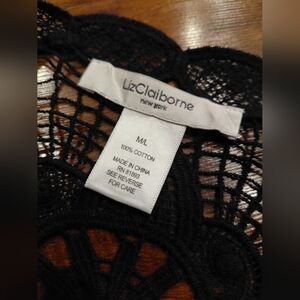 LizClaiborne
new york
M/L
100% COTTON
MADE IN CHINA
RN 81893
SEE REVERSE
FOR CARE